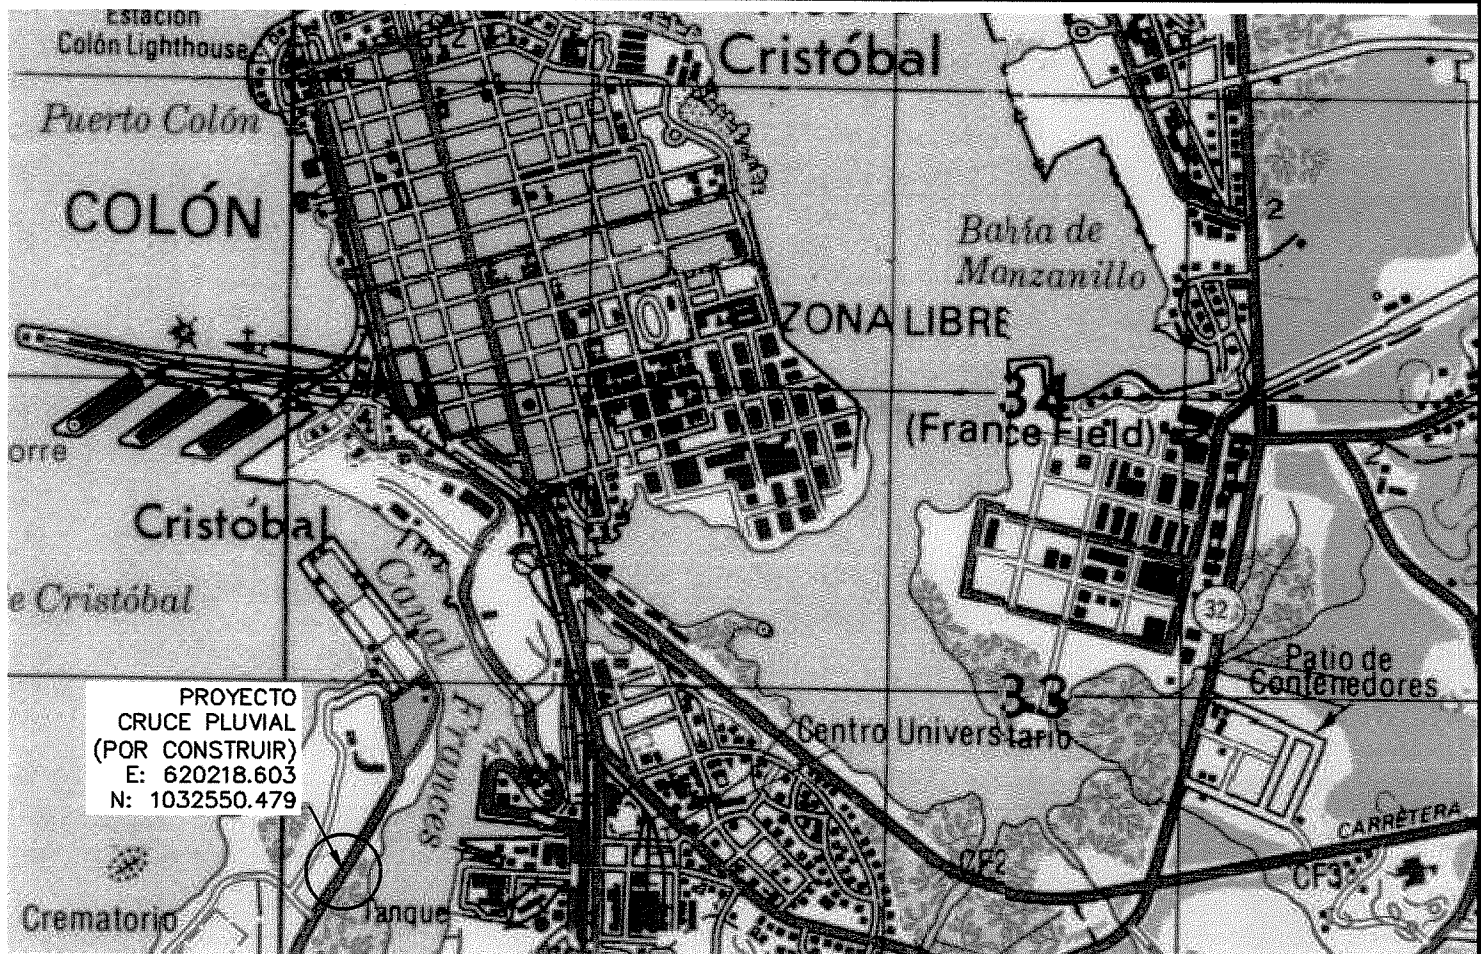 Estación
Colón Lighthouse
2
Cristóbal
Puerto Colón
COLÓN
2
Bahía de
Manzanillo
ZONA LIBRE
34
(France Field)
orre
Cristóbal
e Cristóbal
Canal
Frances
32
Patio de
Contenedores
33
Centro Universitario
PROYECTO
CRUCE PLUVIAL
(POR CONSTRUIR)
E: 620218.603
N: 1032550.479
CARRETERA
CF2
CF3
Crematorio
Tanque